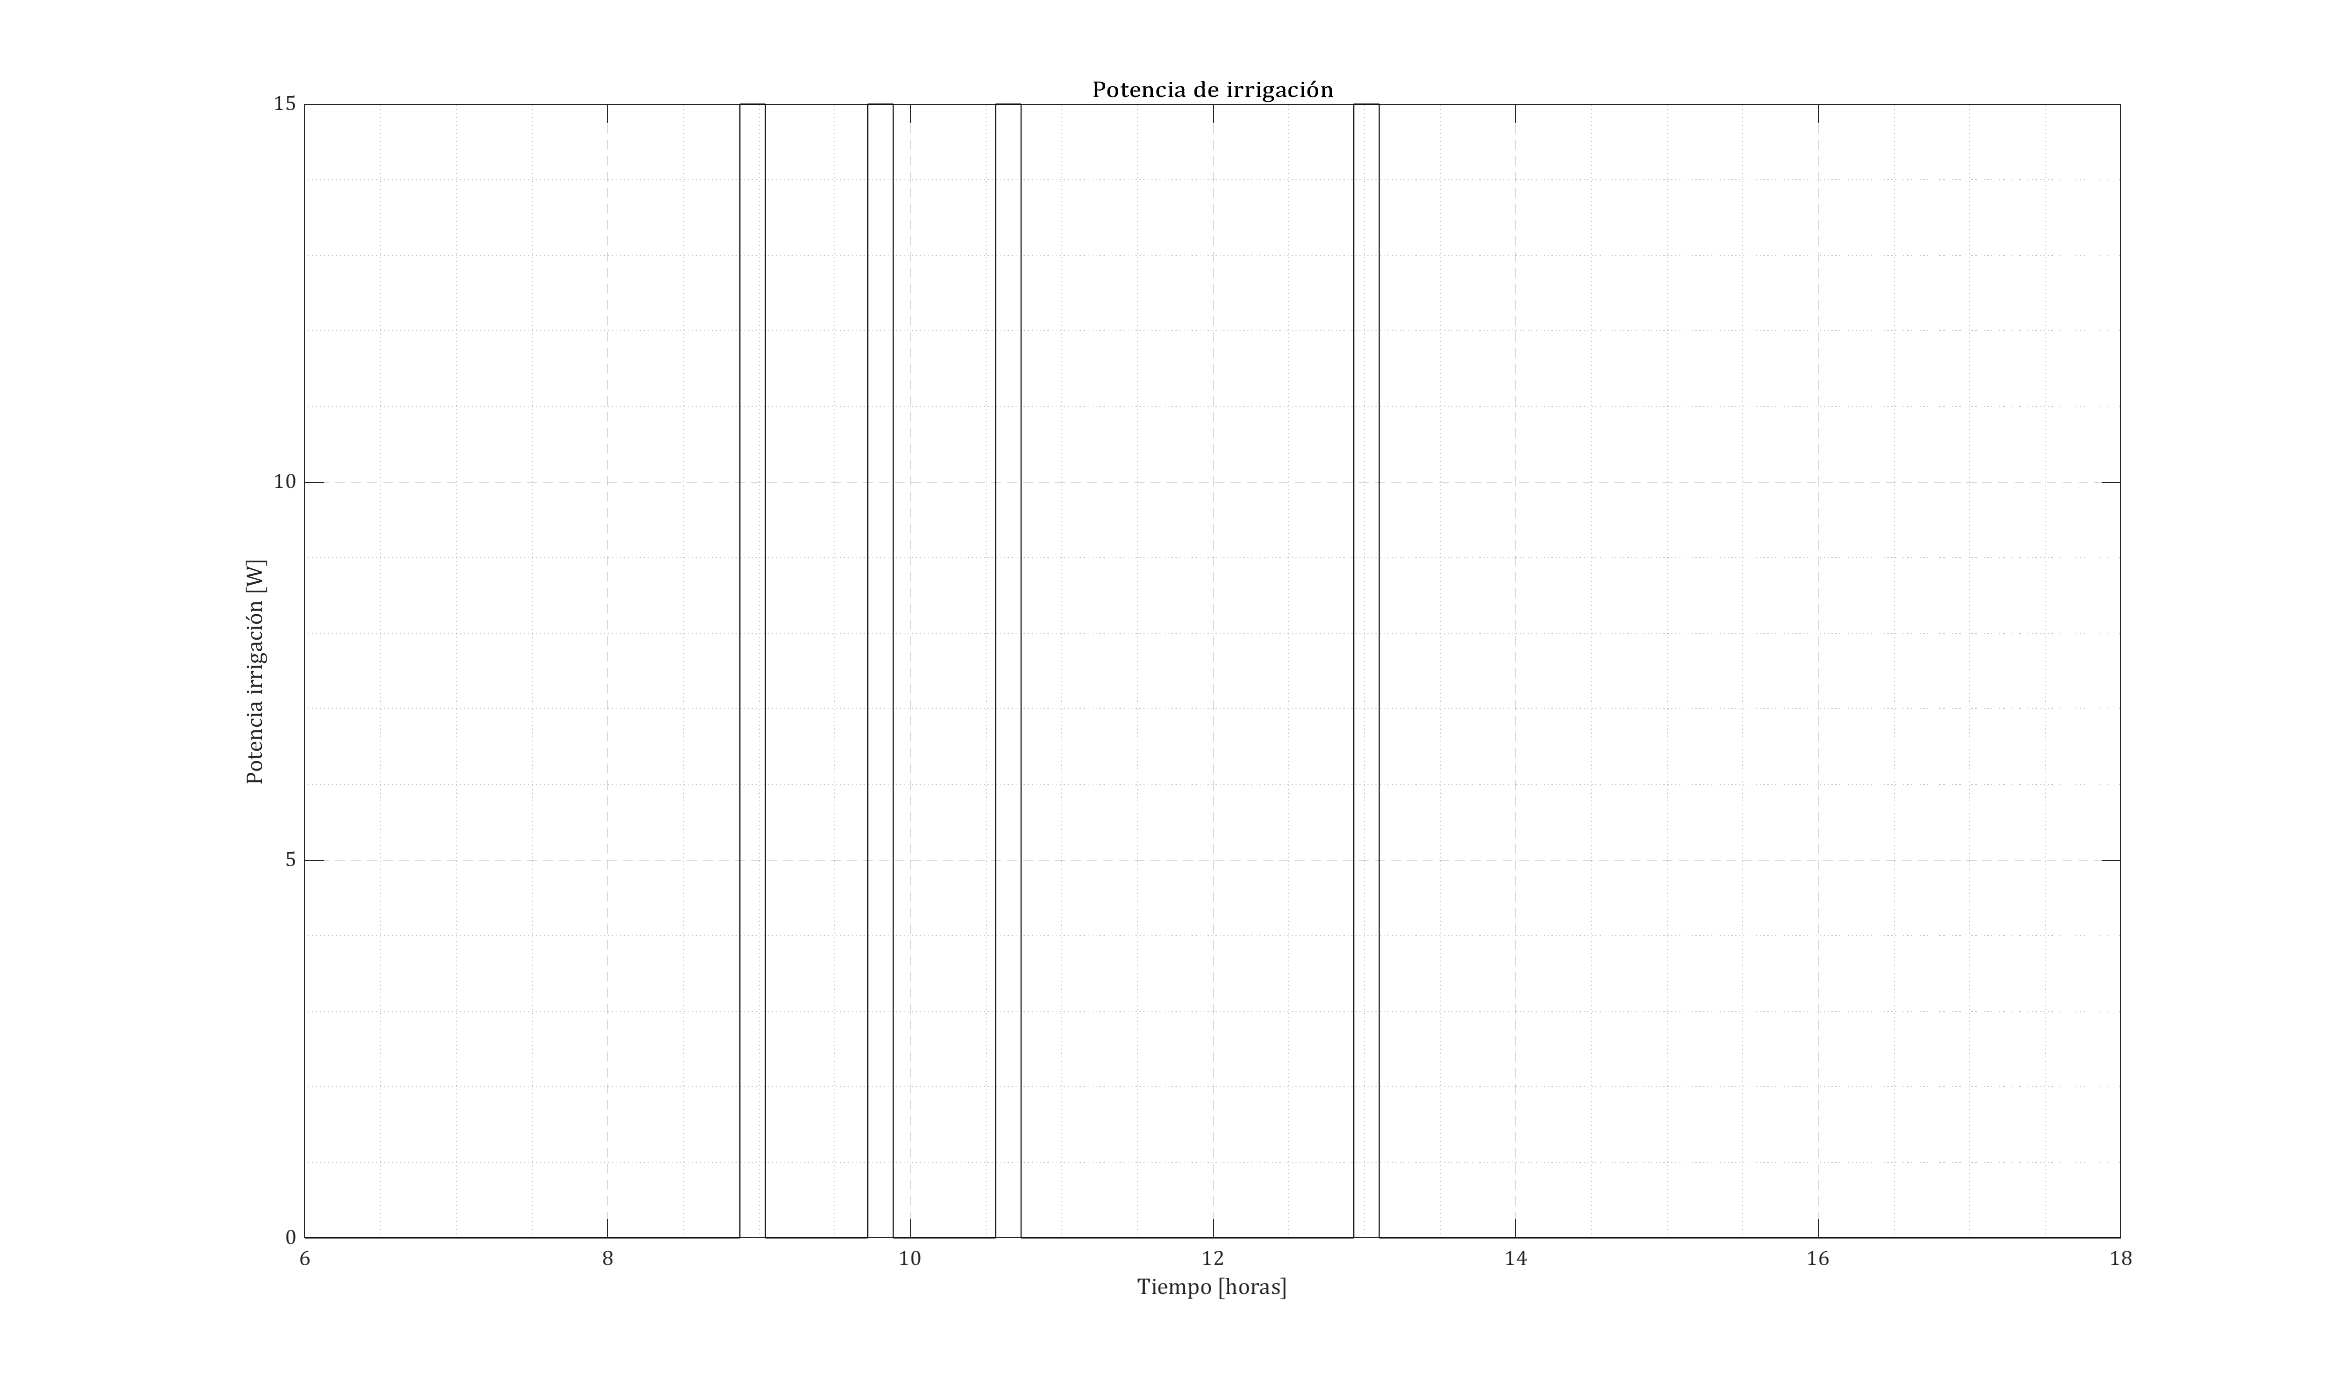 Potencia de irrigación
15
10
5
0
Potencia irrigación [W]
6 8 10 12 14 16 18
Tiempo [horas]